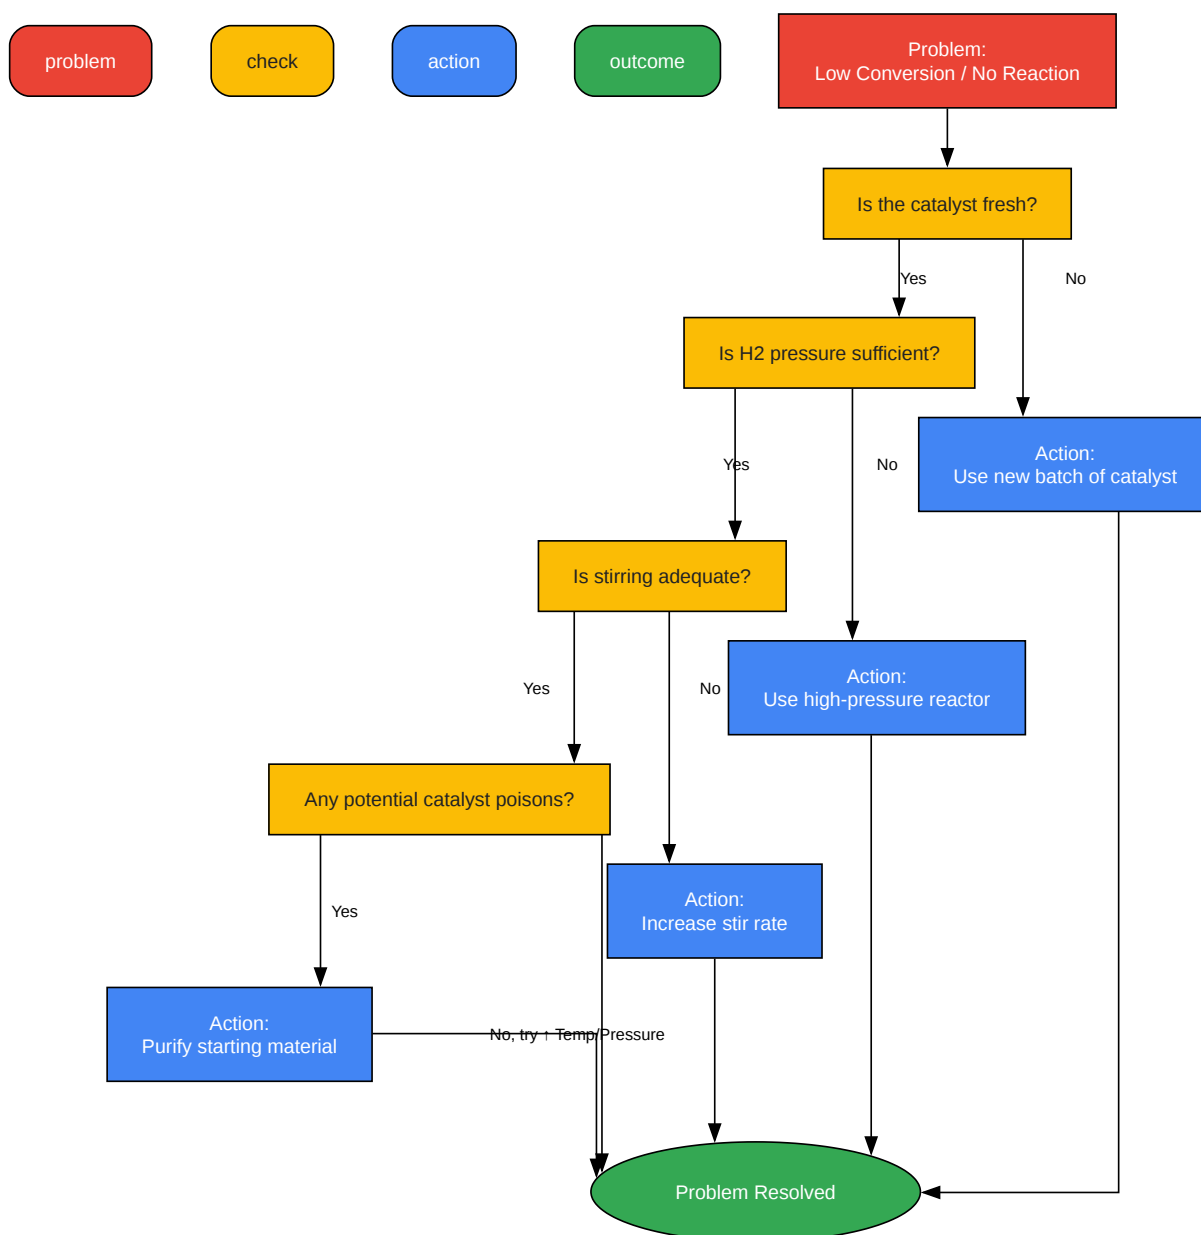 problem
check
action
outcome
Problem:
Low Conversion / No Reaction
Is the catalyst fresh?
Yes
No
Is H2 pressure sufficient?
Yes
No
Action:
Use new batch of catalyst
Is stirring adequate?
Yes
No
Action:
Use high-pressure reactor
Any potential catalyst poisons?
Yes
Action:
Increase stir rate
Action:
Purify starting material
No, try ↑ Temp/Pressure
Problem Resolved